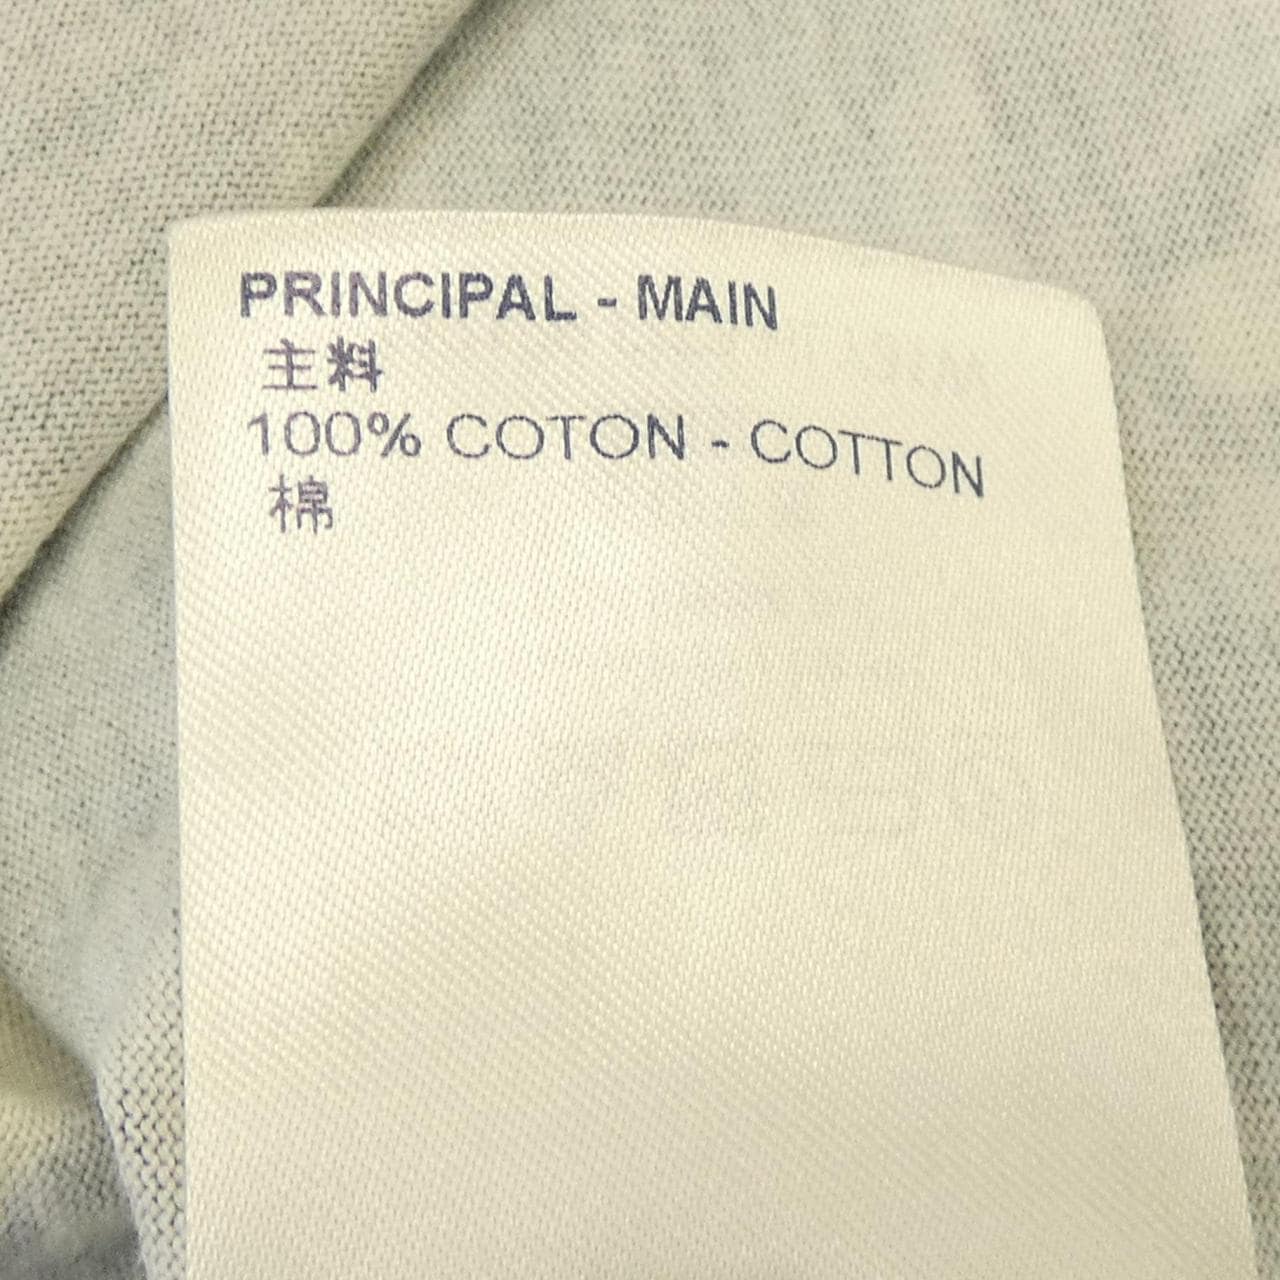 PRINCIPAL - MAIN
主料
100% COTON - COTTON
棉